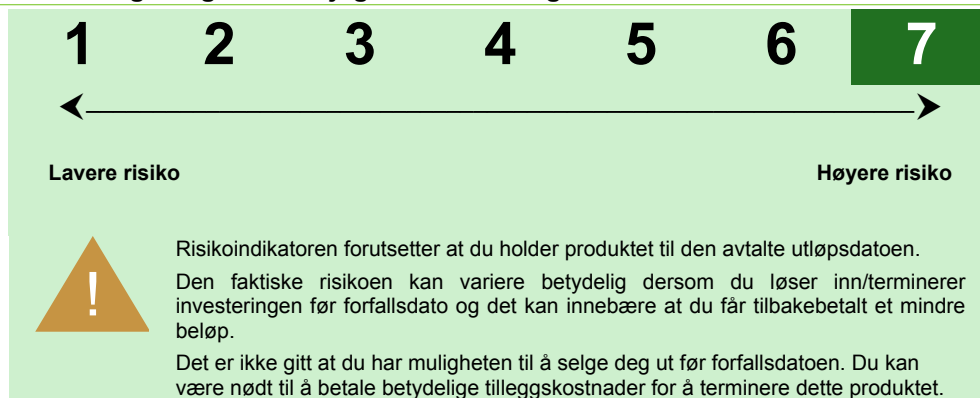 1 2 3 4 5 6 7
Lavere risiko Høyere risiko
!
Risikoindikatoren forutsetter at du holder produktet til den avtalte utløpsdatoen.
Den faktiske risikoen kan variere betydelig dersom du løser inn/terminerer
investeringen før forfallsdato og det kan innebære at du får tilbakebetalt et mindre
beløp.
Det er ikke gitt at du har muligheten til å selge deg ut før forfallsdatoen. Du kan
være nødt til å betale betydelige tilleggskostnader for å terminere dette produktet.